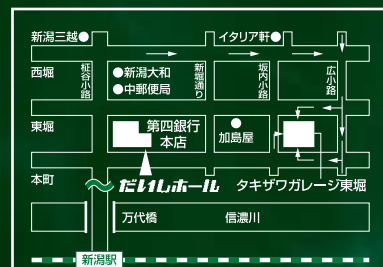 新潟三越●
イタリア軒●
西堀
柾谷小路
●新潟大和
●中郵便局
新堀通り
坂内小路
広小路
東堀
第四銀行
本店
加島屋
本町
だいしホール
タキザワガレージ東堀
万代橋
信濃川
新潟駅